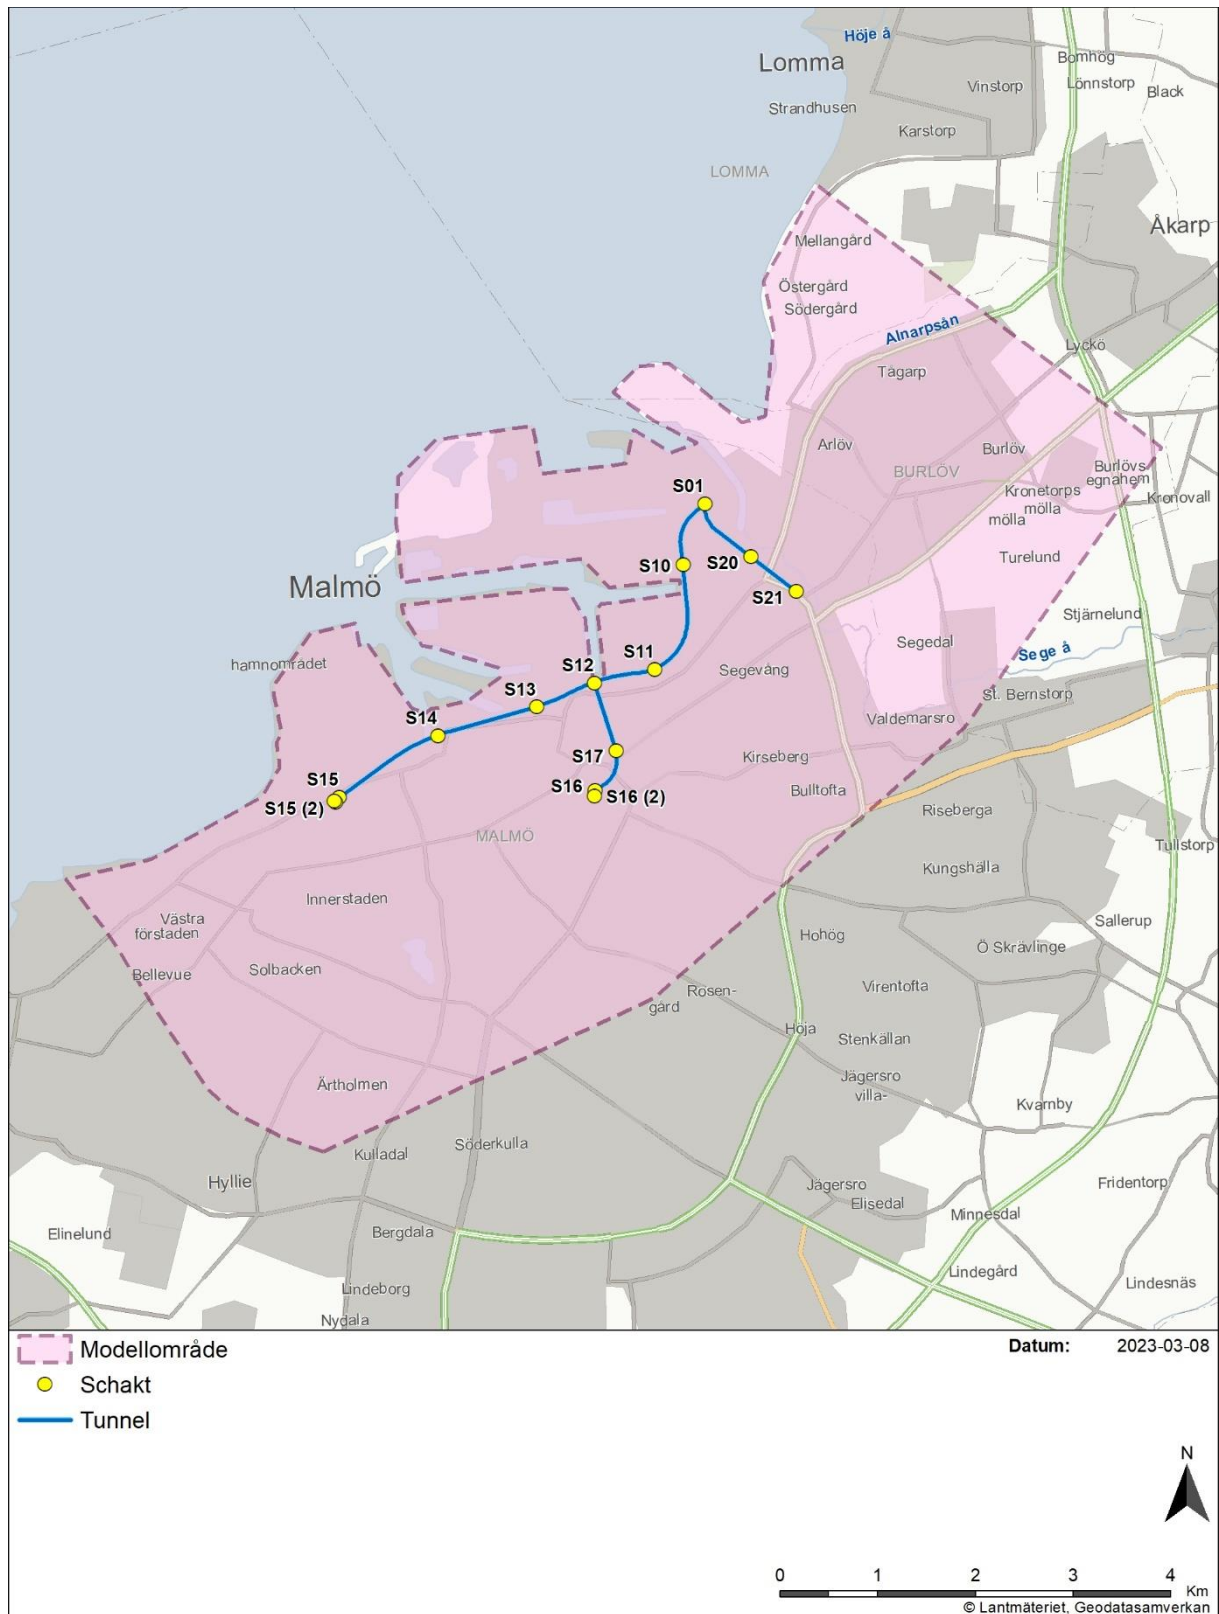 Höje å
Lomma
Bomhög
Lönnstorp
Vinstorp
Black
Strandhusen
Karstorp
LOMMA
Åkarp
Mellangård
Östergård
Södergård
Alnarpsån
Lyckö
Tågarp
Arlöv
Burlöv
BURLÖV
Burlövs
egnahem
S01
Kronetorps
mölla
Kronovall
mölla
S10
S20
Turelund
Malmö
S21
Stjärnelund
hamnområdet
S11
Segevång
Segedal
Sege å
S12
S13
St. Bernstorp
S14
Valdemarsro
S17
Kirseberg
S15
S16
Bulltofta
S15 (2)
S16 (2)
Riseberga
MALMÖ
Tullstorp
Kungshälla
Innerstaden
Västra
förstaden
Sallerup
Hohög
Ö Skrävlinge
Bellevue
Solbacken
Rosen-
gård
Virentofta
Höja
Stenkällan
Ärtholmen
Jägersro
villa-
Kvarnby
Söderkulla
Kulladal
Hyllie
Jägersro
Fridentorp
Elisedal
Minnesdal
Elinelund
Bergdala
Lindegård
Lindeborg
Lindesnäs
Nydala
Modellområde
Datum: 2023-03-08
Schakt
Tunnel
N
0 1 2 3 4
Km
© Lantmäteriet, Geodatasamverkan